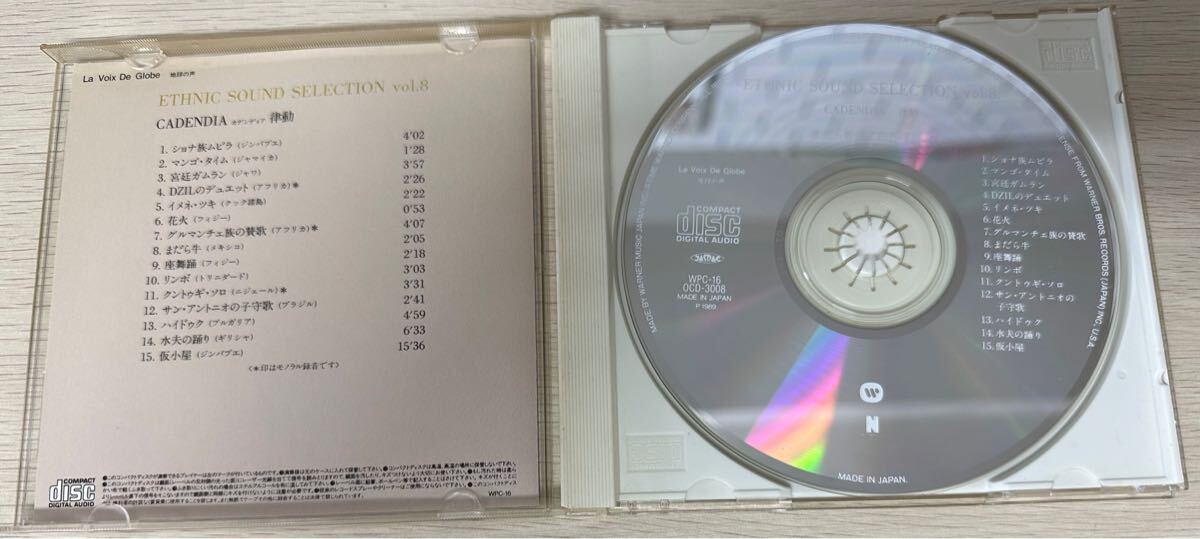 La Voix De Globe 地球の声
ETHNIC SOUND SELECTION vol.8
CADENDIA カデンディア 律動
1. ショナ族ムビラ (ジンバブエ) 4'02
2. マンゴ・タイム (ジャマイカ) 1'28
3. 宮廷ガムラン (ジャワ) 3'57
4. DZILのデュエット (アフリカ)* 2'26
5. イメネ・ツキ (クック諸島) 2'22
6. 花火 (フィジー) 0'53
7. グルマンチェ族の賛歌 (アフリカ)* 4'07
8. まだら牛 (メキシコ) 2'05
9. 座舞踊 (フィジー) 2'18
10. リンボ (トリニダード) 3'03
11. クントゥギ・ソロ (ニジェール)* 3'31
12. サン・アントニオの子守歌 (ブラジル) 2'41
13. ハイドゥク (ブルガリア) 4'59
14. 水夫の踊り (ギリシャ) 6'33
15. 仮小屋 (ジンバブエ) 15'36
〈*印はモノラル録音です〉
COMPACT
disc
DIGITAL AUDIO
WPC-16
ETHNIC SOUND SELECTION vol.8
CADENDIA
La Voix De Globe
地球の声
COMPACT
disc
DIGITAL AUDIO
WPC-16
OCD-3008
MADE IN JAPAN
P 1989
1. ショナ族ムビラ
2. マンゴ・タイム
3. 宮廷ガムラン
4. DZILのデュエット
5. イメネ・ツキ
6. 花火
7. グルマンチェ族の賛歌
8. まだら牛
9. 座舞踊
10. リンボ
11. クントゥギ・ソロ
12. サン・アントニオの
子守歌
13. ハイドゥク
14. 水夫の踊り
15. 仮小屋
N
MADE IN JAPAN.
MADE BY WARNER MUSIC JAPAN INC.
FROM WARNER BROS. RECORDS (JAPAN) INC., U.S.A.
disc